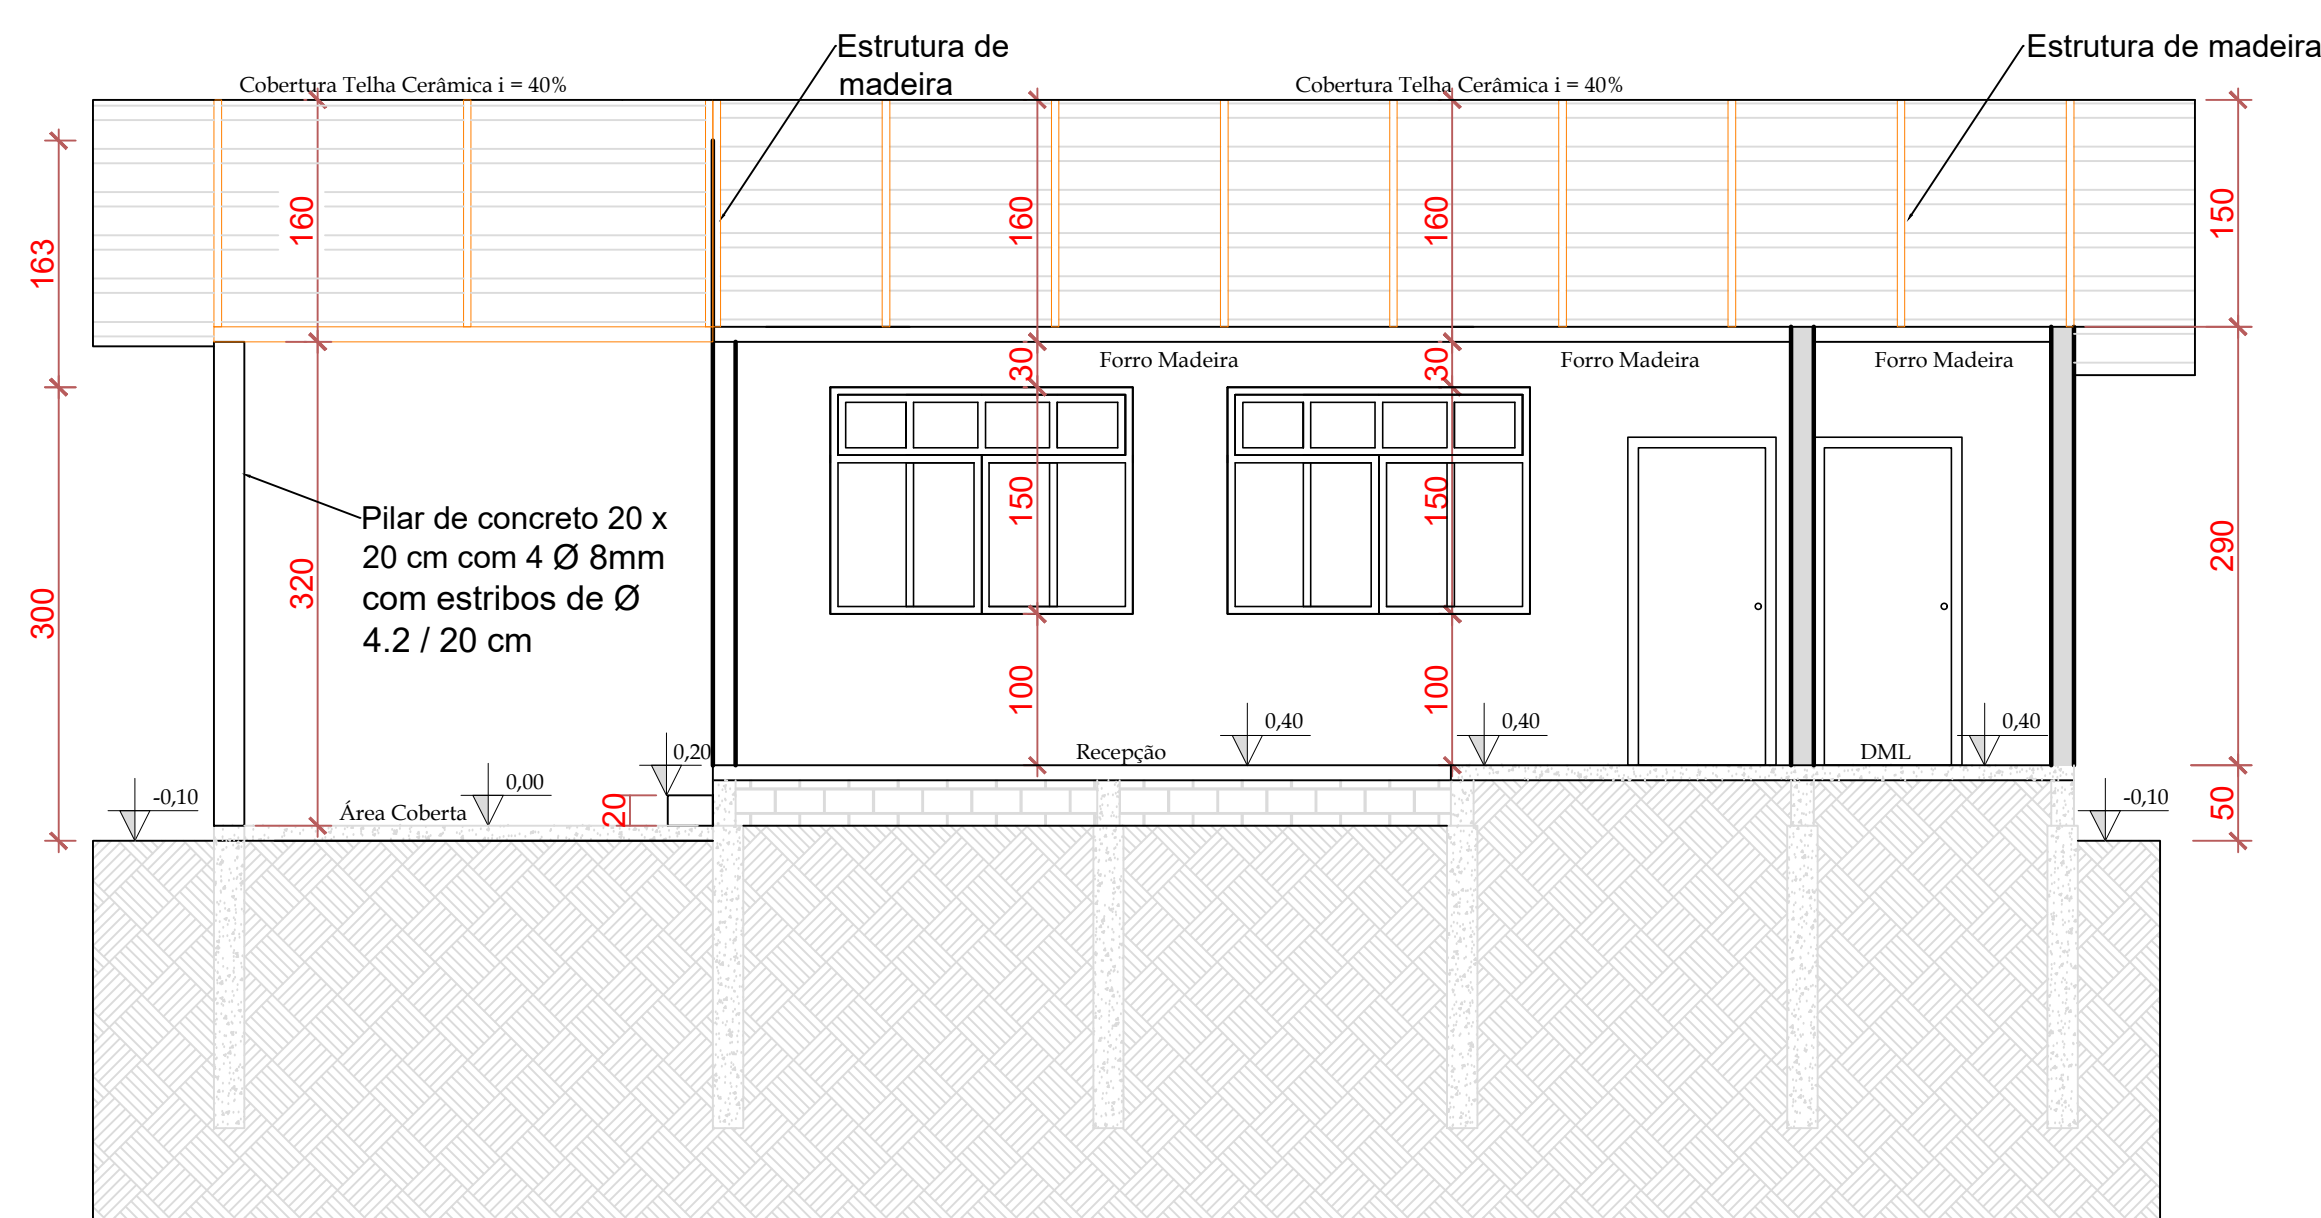 Estrutura de
madeira
Estrutura de madeira
Cobertura Telha Cerâmica i = 40%
Cobertura Telha Cerâmica i = 40%
163
160
160
160
150
30
30
Forro Madeira
Forro Madeira
Forro Madeira
Pilar de concreto 20 x
20 cm com 4 Ø 8mm
com estribos de Ø
4.2 / 20 cm
300
320
150
150
290
100
100
0,20
0,40
0,40
0,40
Recepção
DML
-0,10
Área Coberta
0,00
20
-0,10
50